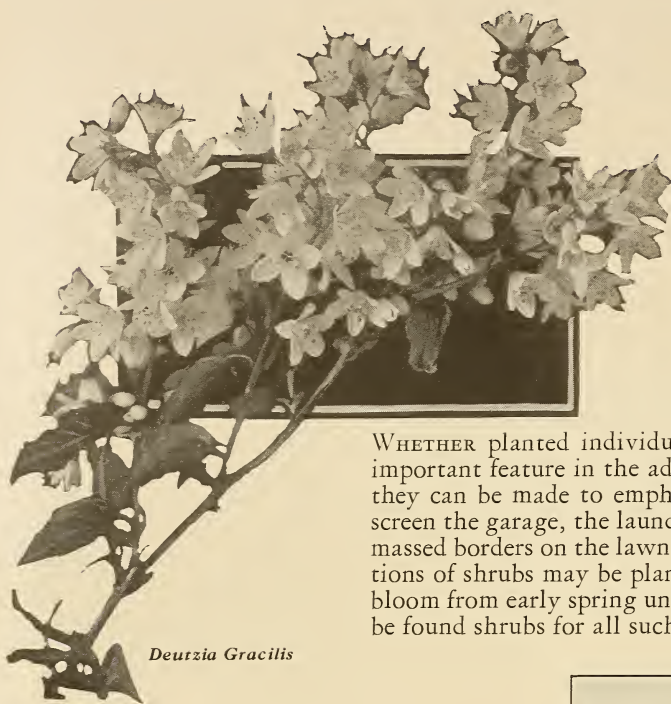 WHETHER planted individu
important feature in the ad
they can be made to emph
screen the garage, the laund
massed borders on the lawn
tions of shrubs may be plan
bloom from early spring un
be found shrubs for all such
Deutzia Gracilis